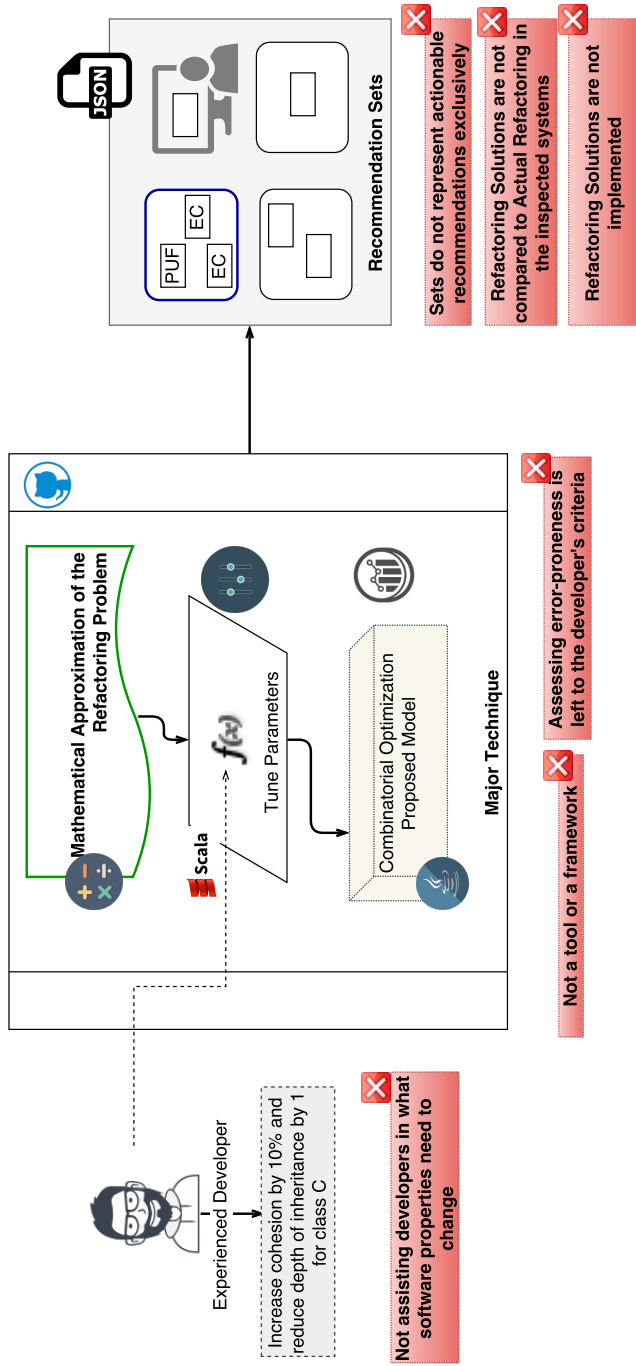 Experienced Developer
Increase cohesion by 10% and
reduce depth of inheritance by 1
for class C
Not assisting developers in what
software properties need to
change
Mathematical Approximation of the
Refactoring Problem
Scala
f(x)
Tune Parameters
Combinatorial Optimization
Proposed Model
Major Technique
Not a tool or a framework
Assessing error-proneness is
left to the developer's criteria
JSON
PUF
EC
EC
Recommendation Sets
Sets do not represent actionable
recommendations exclusively
Refactoring Solutions are not
compared to Actual Refactoring in
the inspected systems
Refactoring Solutions are not
implemented